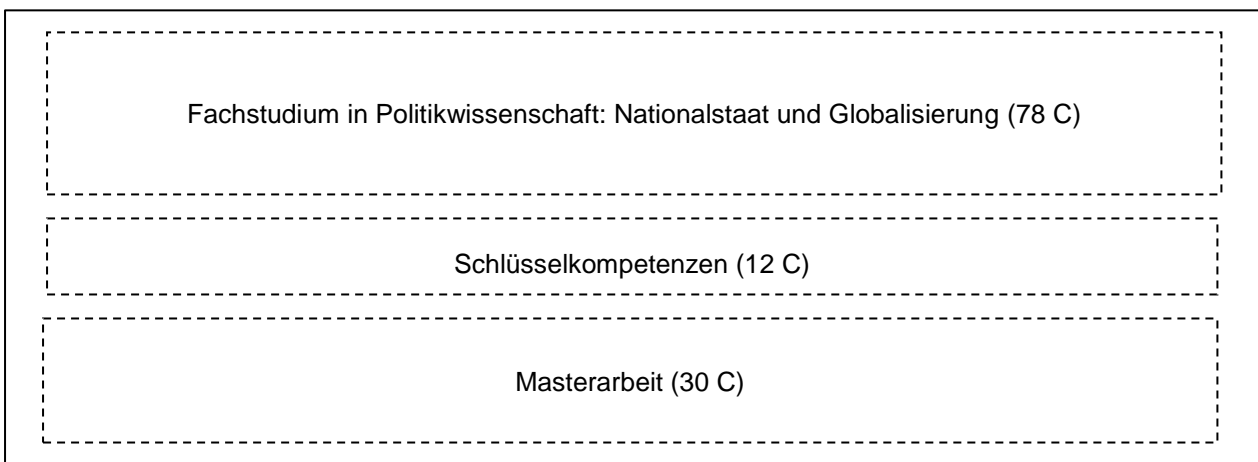 Fachstudium in Politikwissenschaft: Nationalstaat und Globalisierung (78 C)
Schlüsselkompetenzen (12 C)
Masterarbeit (30 C)